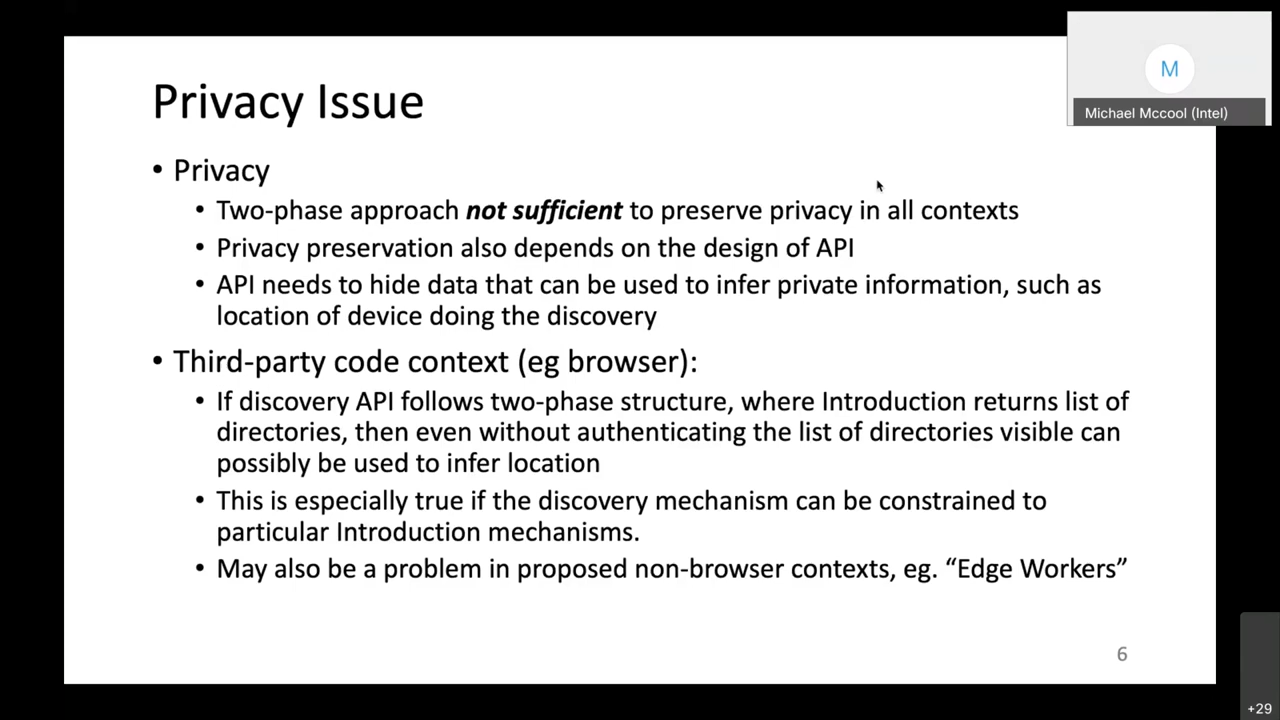 M
Michael Mccool (Intel)
Privacy Issue
• Privacy
• Two-phase approach not sufficient to preserve privacy in all contexts
• Privacy preservation also depends on the design of API
• API needs to hide data that can be used to infer private information, such as
location of device doing the discovery
• Third-party code context (eg browser):
• If discovery API follows two-phase structure, where Introduction returns list of
directories, then even without authenticating the list of directories visible can
possibly be used to infer location
• This is especially true if the discovery mechanism can be constrained to
particular Introduction mechanisms.
• May also be a problem in proposed non-browser contexts, eg. “Edge Workers”
6
+29